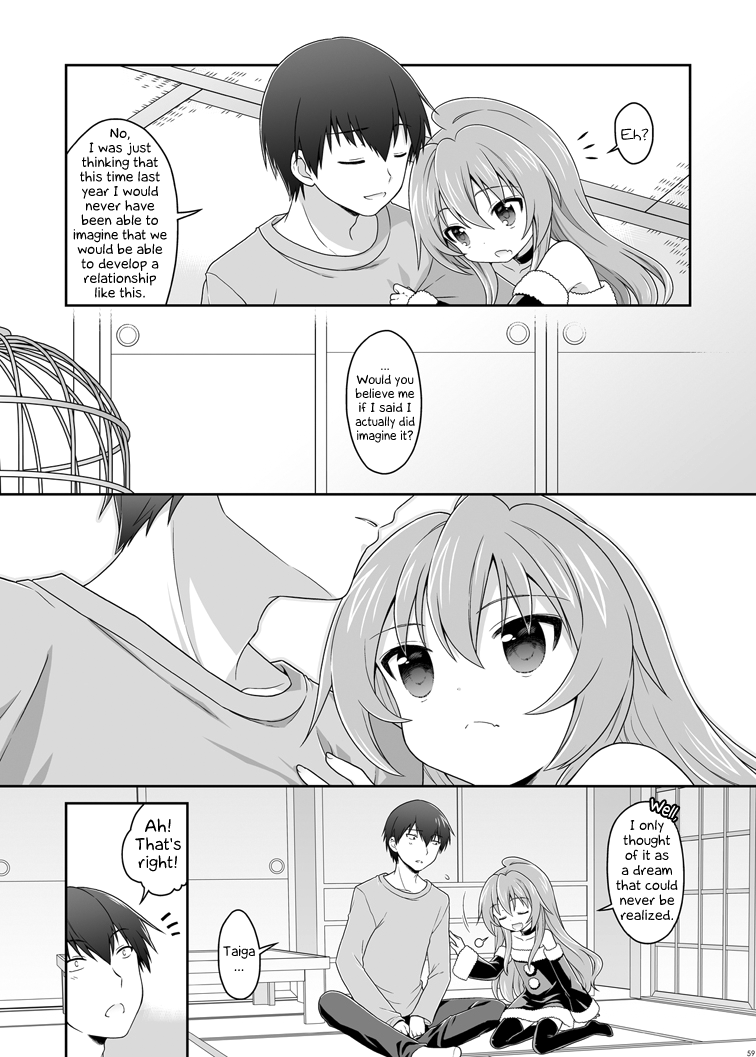 Eh?
No,
I was just
thinking that
this time last
year I would
never have
been able to
imagine that we
would be able
to develop a
relationship
like this.
...
Would you
believe me
if I said I
actually did
imagine it?
Well,
I only
thought
of it as
a dream
that could
never be
realized.
Taiga
...
Ah!
That's
right!
59